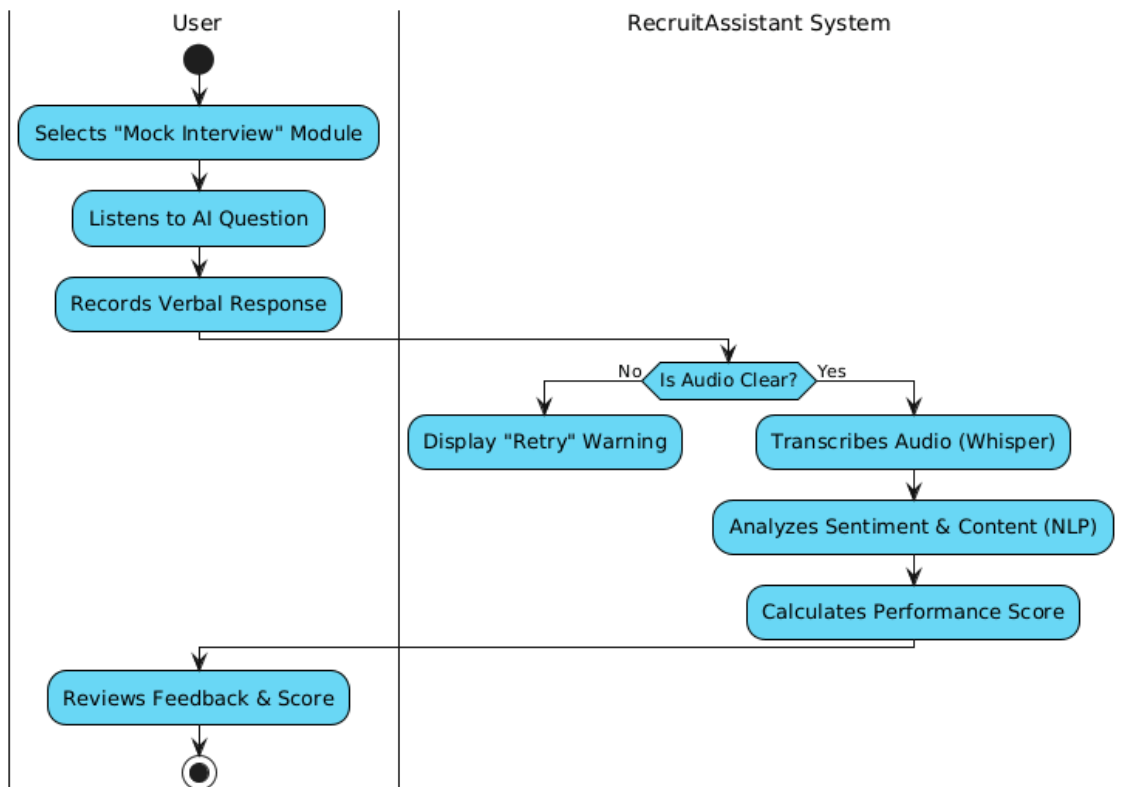 User
RecruitAssistant System
Selects "Mock Interview" Module
Listens to AI Question
Records Verbal Response
No
Is Audio Clear?
Yes
Display "Retry" Warning
Transcribes Audio (Whisper)
Analyzes Sentiment & Content (NLP)
Calculates Performance Score
Reviews Feedback & Score